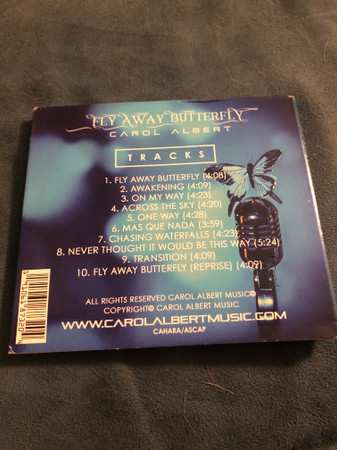 FLY AWAY BUTTERFLY
CAROL ALBERT
TRACKS
1. FLY AWAY BUTTERFLY (4:08)
2. AWAKENING (4:09)
3. ON MY WAY (4:23)
4. ACROSS THE SKY (4:20)
5. ONE WAY (4:28)
6. MAS QUE NADA (3:59)
7. CHASING WATERFALLS (4:23)
8. NEVER THOUGHT IT WOULD BE THIS WAY (5:24)
9. TRANSITION (4:09)
10. FLY AWAY BUTTERFLY (REPRISE) (4:09)
ALL RIGHTS RESERVED CAROL ALBERT MUSIC©
COPYRIGHT© CAROL ALBERT MUSIC
WWW.CAROLALBERTMUSIC.COM
CAHARA/ASCAP